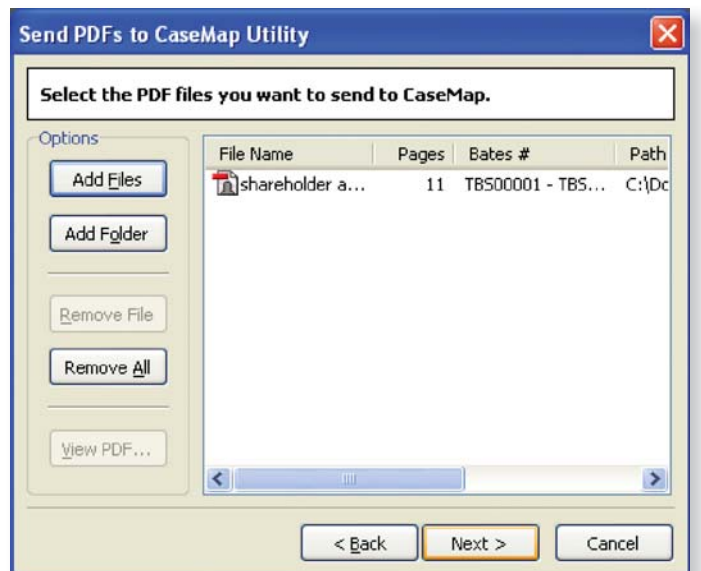 Send PDFs to CaseMap Utility
Select the PDF files you want to send to CaseMap.
Options
Add Files
Add Folder
Remove File
Remove All
View PDF...
File Name Pages Bates # Path
shareholder a... 11 TBS00001 - TBS... C:\Dc
< Back Next > Cancel